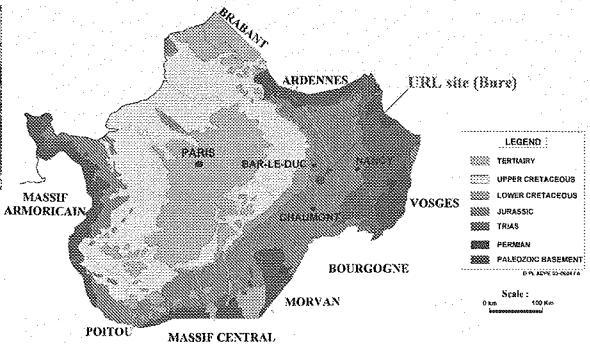 BRABANT
ARDENNES
URL site (Bure)
PARIS
BAR-LE-DUC
NANCY
CHAUMONT
MASSIF
ARMORICAIN
VOSGES
BOURGOGNE
MORVAN
POITOU
MASSIF CENTRAL
LEGEND
TERTIAIRY
UPPER CRETACEOUS
LOWER CRETACEOUS
JURASSIC
TRIAS
PERMIAN
PALEOZOIC BASEMENT
Scale :
0 km 100 Km